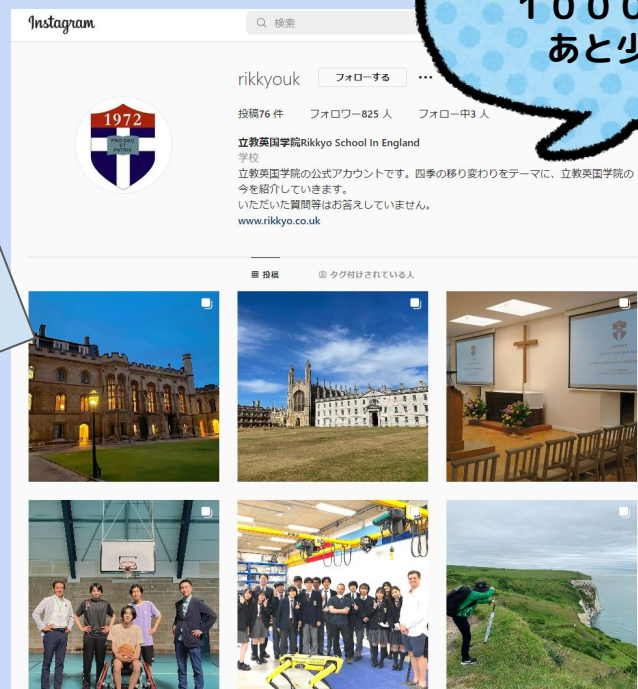 Instagram
検索
１０００
あと少
rikkyouk
フォローする
投稿76 件 フォロワー825 人 フォロー中3 人
立教英国学院Rikkyo School In England
学校
立教英国学院の公式アカウントです。四季の移り変わりをテーマに、立教英国学院の
今を紹介していきます。
いただいた質問等はお答えしていません。
www.rikkyo.co.uk
1972
PRO DEO
ET
PATRIA
投稿
タグ付けされている人